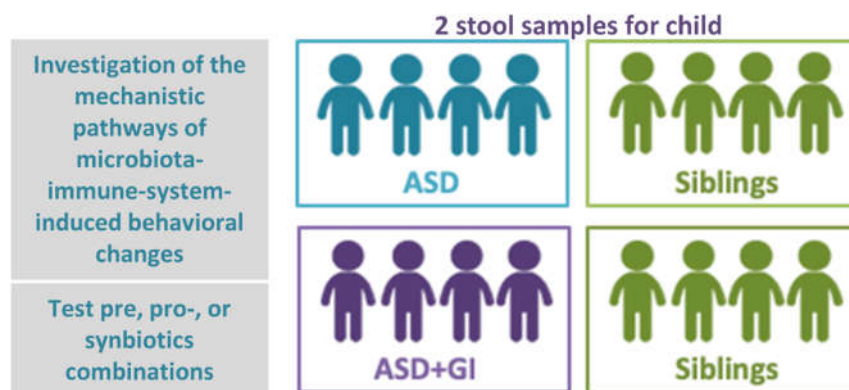 2 stool samples for child
Investigation of the
mechanistic
pathways of
microbiota-
immune-system-
induced behavioral
changes
ASD
Siblings
Test pre, pro-, or
synbiotics
combinations
ASD+GI
Siblings